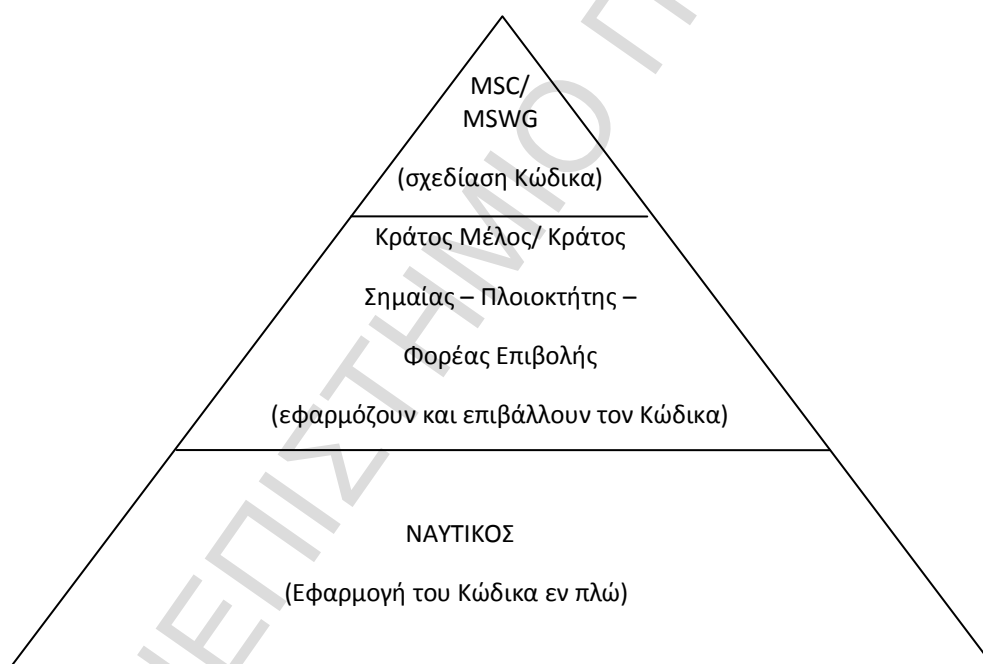 MSC/
MSWG
(σχεδίαση Κώδικα)
Κράτος Μέλος/ Κράτος
Σημαίας – Πλοιοκτήτης –
Φορέας Επιβολής
(εφαρμόζουν και επιβάλλουν τον Κώδικα)
ΝΑΥΤΙΚΟΣ
(Εφαρμογή του Κώδικα εν πλώ)